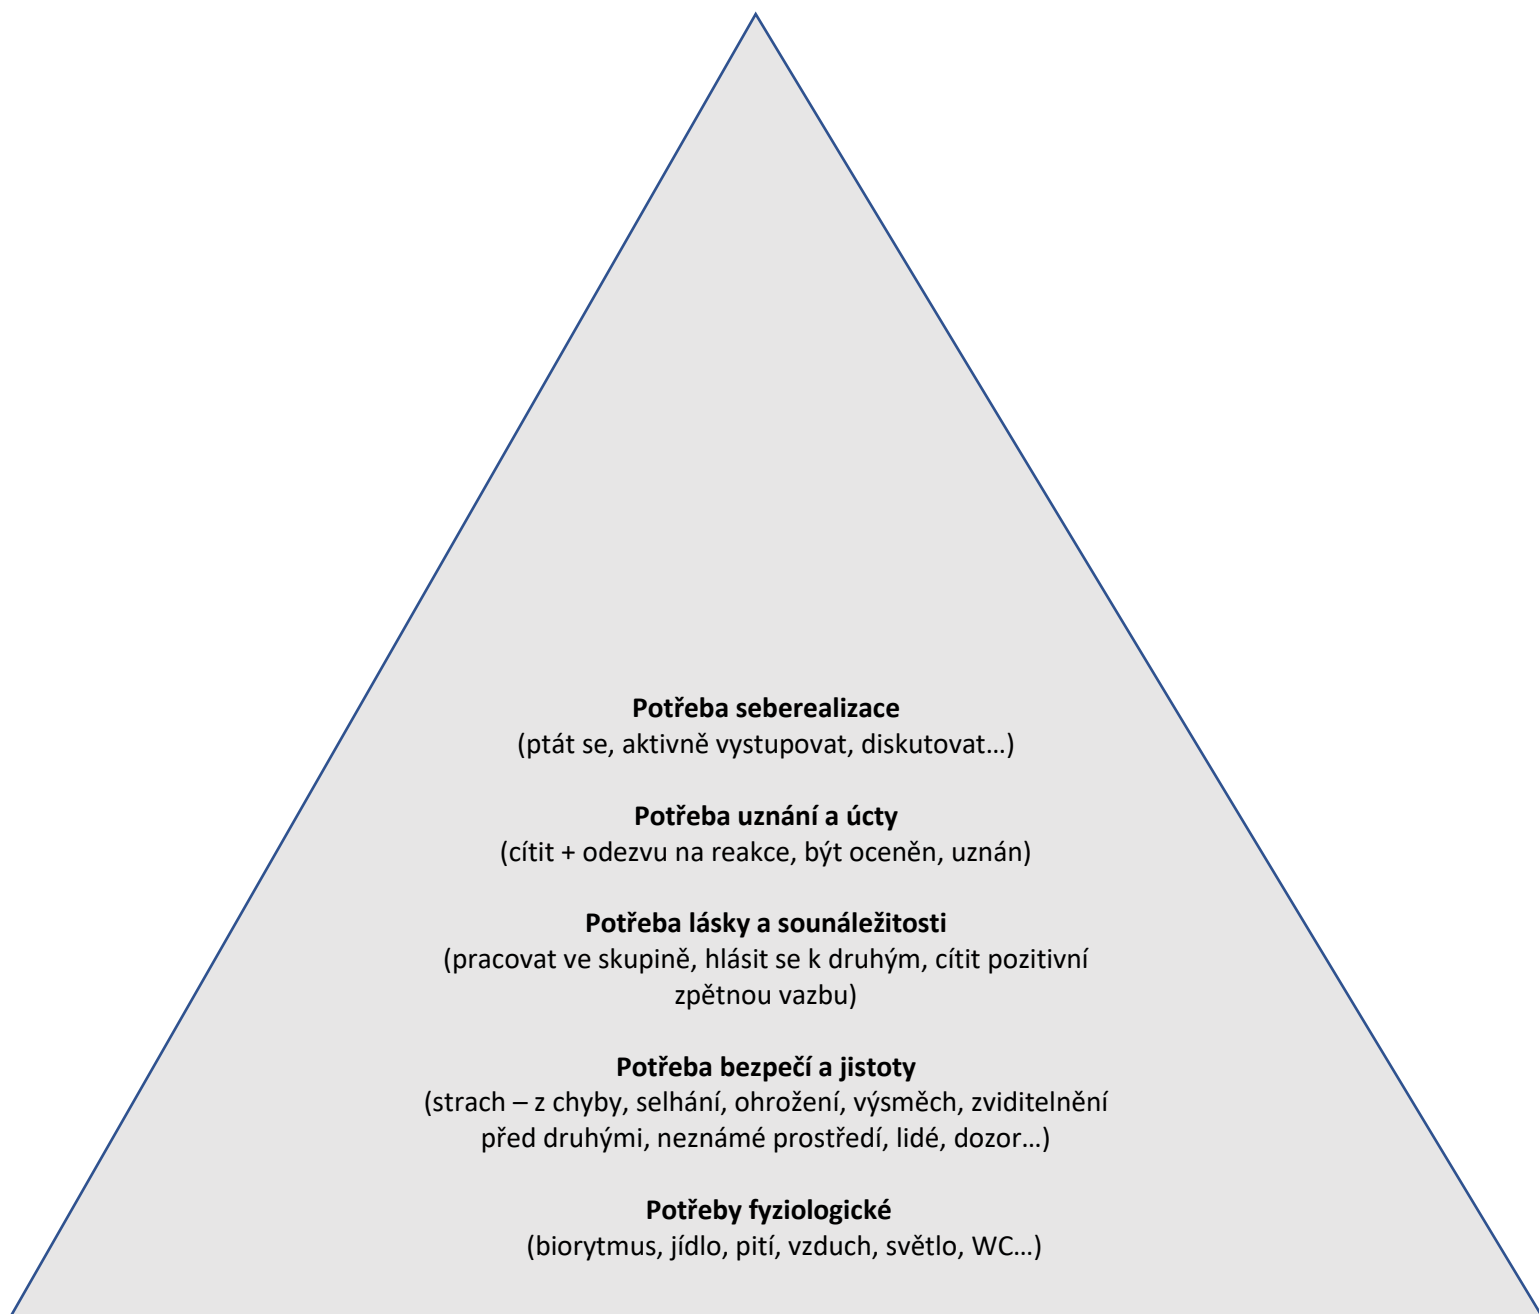 Potřeba seberealizace
(ptát se, aktivně vystupovat, diskutovat…)
Potřeba uznání a úcty
(cítit + odezvu na reakce, být oceněn, uznán)
Potřeba lásky a sounáležitosti
(pracovat ve skupině, hlásit se k druhým, cítit pozitivní
zpětnou vazbu)
Potřeba bezpečí a jistoty
(strach – z chyby, selhání, ohrožení, výsměch, zviditelnění
před druhými, neznámé prostředí, lidé, dozor…)
Potřeby fyziologické
(biorytmus, jídlo, pití, vzduch, světlo, WC…)